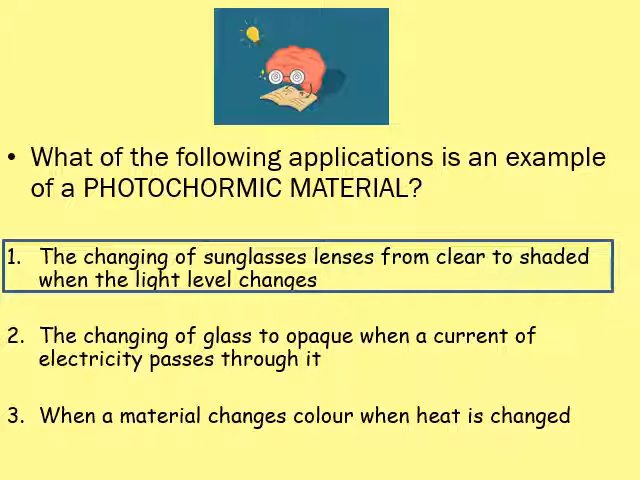 • What of the following applications is an example
of a PHOTOCHORMIC MATERIAL?
1. The changing of sunglasses lenses from clear to shaded
when the light level changes
2. The changing of glass to opaque when a current of
electricity passes through it
3. When a material changes colour when heat is changed